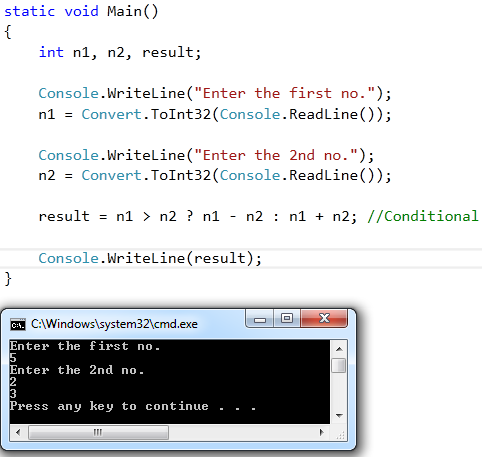 static void Main()
{
int n1, n2, result;
Console.WriteLine("Enter the first no.");
n1 = Convert.ToInt32(Console.ReadLine());
Console.WriteLine("Enter the 2nd no.");
n2 = Convert.ToInt32(Console.ReadLine());
result = n1 > n2 ? n1 - n2 : n1 + n2; //Conditional
Console.WriteLine(result);
}
C:\Windows\system32\cmd.exe
Enter the first no.
5
Enter the 2nd no.
2
3
Press any key to continue . . .